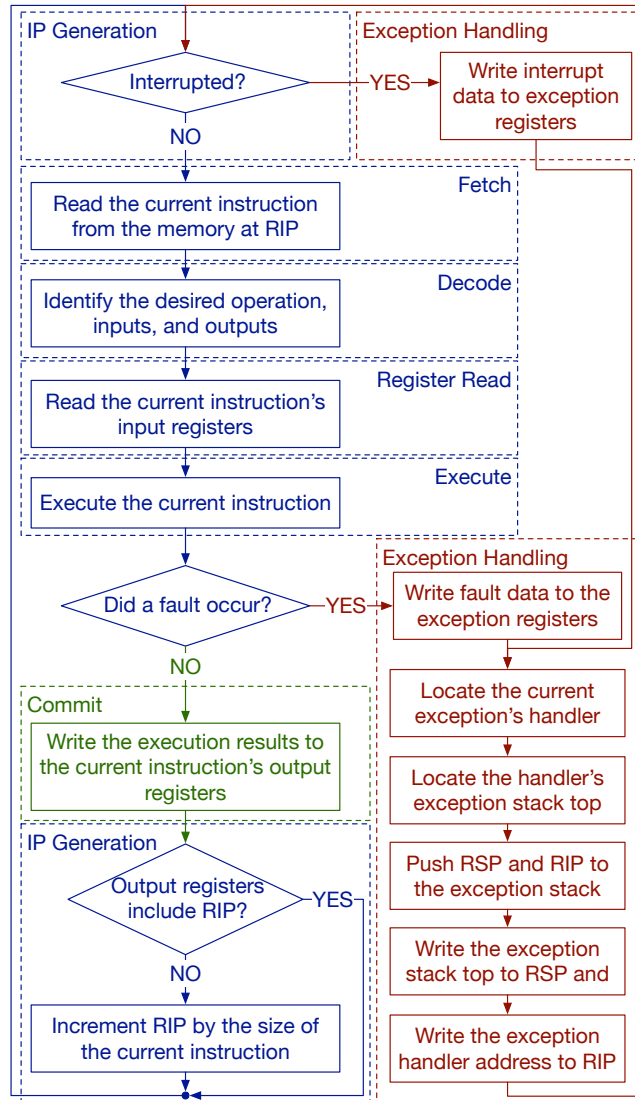 IP Generation
Exception Handling
Interrupted?
YES
Write interrupt
data to exception
registers
NO
Fetch
Read the current instruction
from the memory at RIP
Decode
Identify the desired operation,
inputs, and outputs
Register Read
Read the current instruction's
input registers
Execute
Execute the current instruction
Exception Handling
Did a fault occur?
YES
Write fault data to the
exception registers
NO
Locate the current
exception's handler
Commit
Write the execution results to
the current instruction's output
registers
Locate the handler's
exception stack top
IP Generation
Output registers
include RIP?
YES
Push RSP and RIP to
the exception stack
NO
Write the exception
stack top to RSP and
Increment RIP by the size of
the current instruction
Write the exception
handler address to RIP